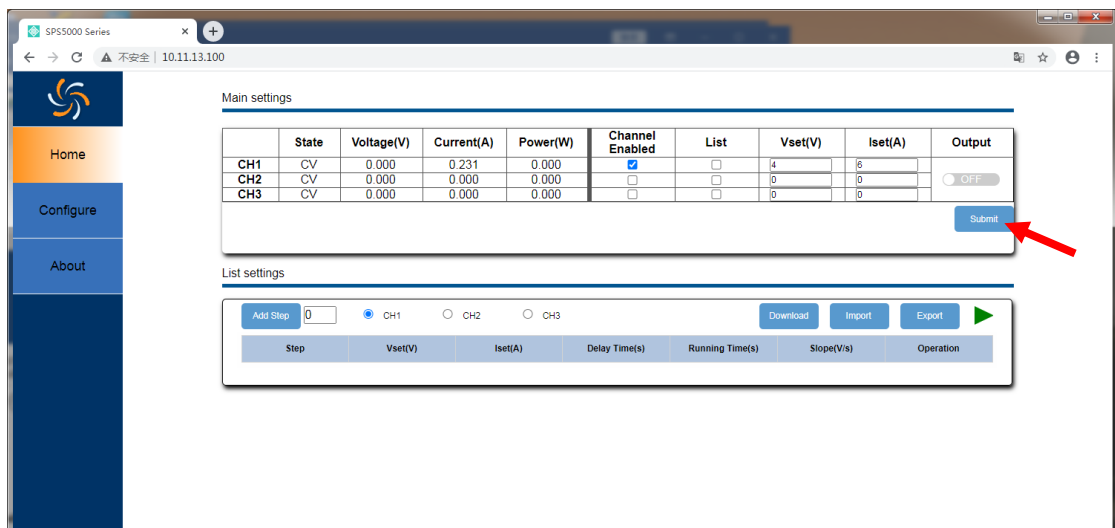 SPS5000 Series
不安全 | 10.11.13.100
Home
Configure
About
Main settings
State Voltage(V) Current(A) Power(W) Channel Enabled List Vset(V) Iset(A) Output
CH1 CV 0.000 0.231 0.000 4 6
CH2 CV 0.000 0.000 0.000 0 0 OFF
CH3 CV 0.000 0.000 0.000 0 0
Submit
List settings
Add Step 0 CH1 CH2 CH3 Download Import Export
Step Vset(V) Iset(A) Delay Time(s) Running Time(s) Slope(V/s) Operation